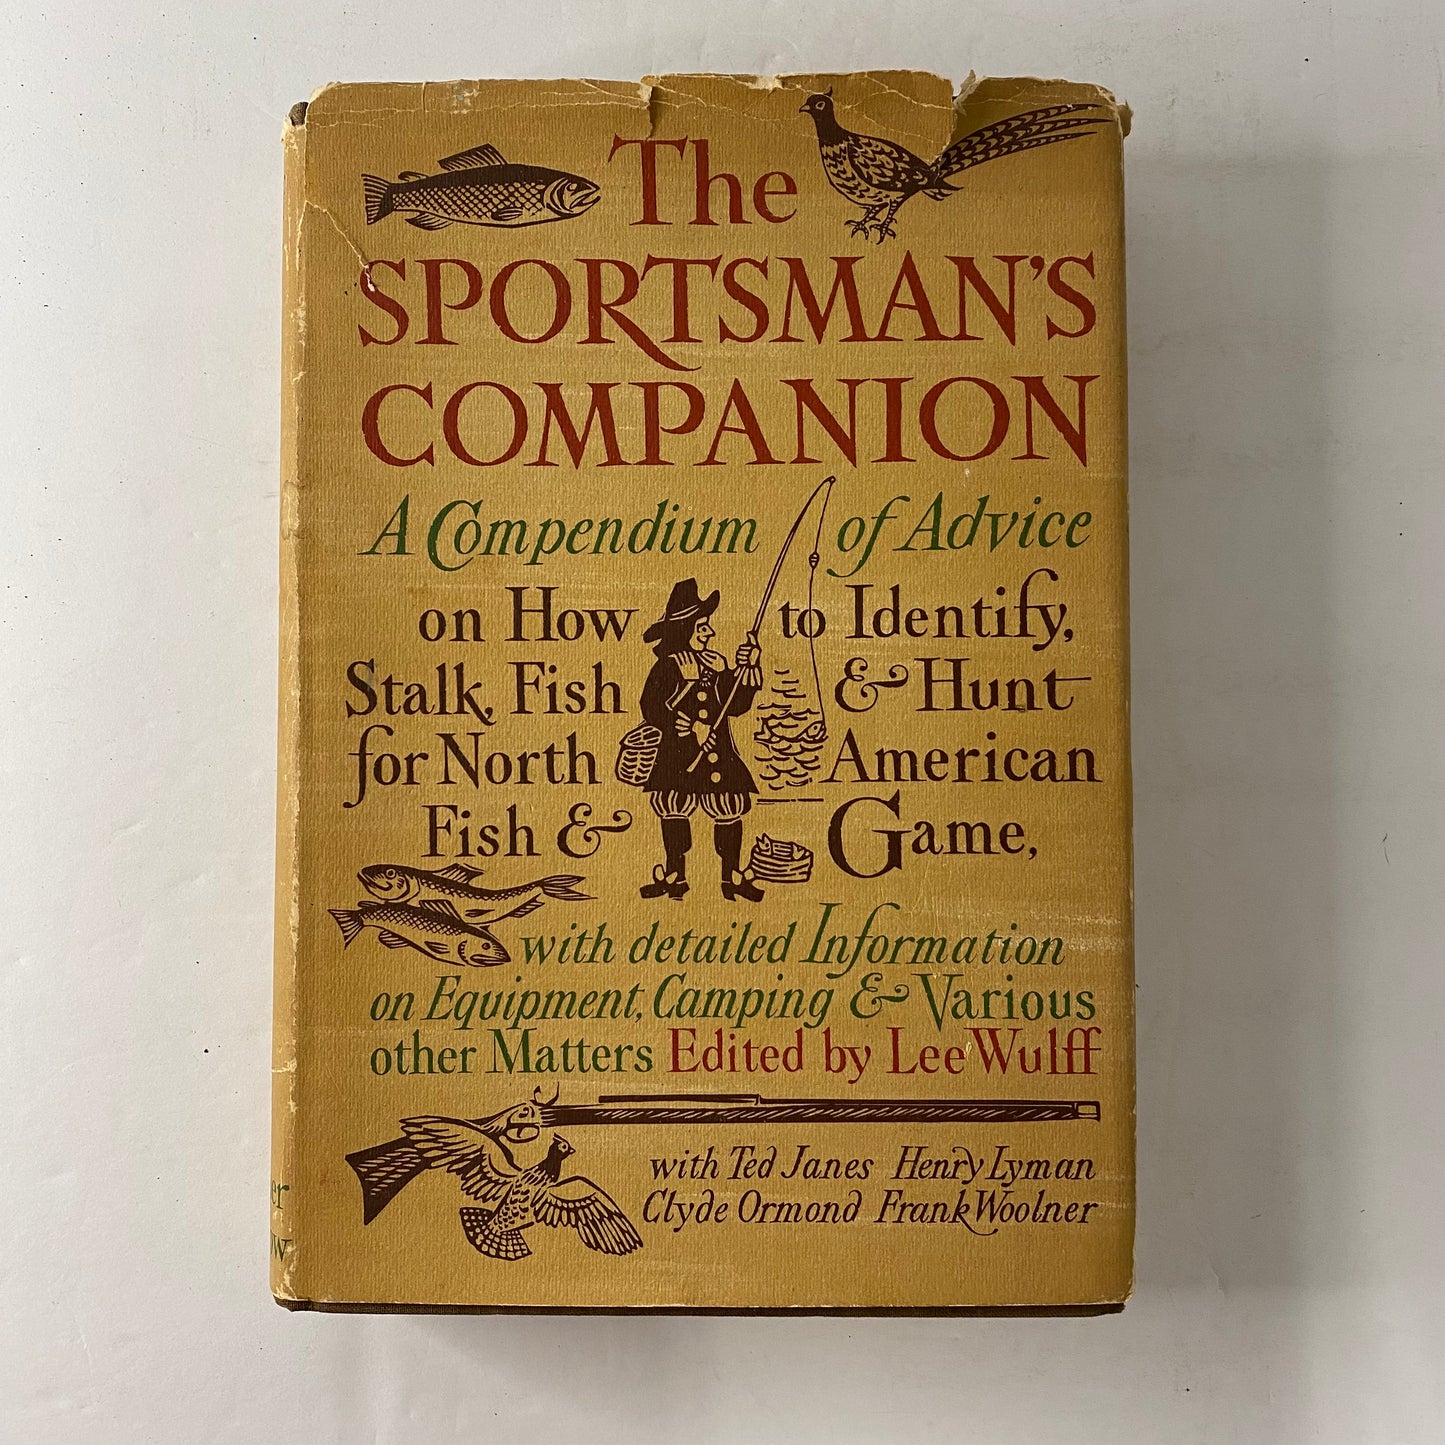 The
SPORTSMAN'S
COMPANION
A Compendium of Advice
on How to Identify,
Stalk, Fish & Hunt
for North American
Fish & Game,
with detailed Information
on Equipment, Camping & Various
other Matters Edited by Lee Wulff
with Ted Janes Henry Lyman
Clyde Ormond Frank Woolner
er
ow